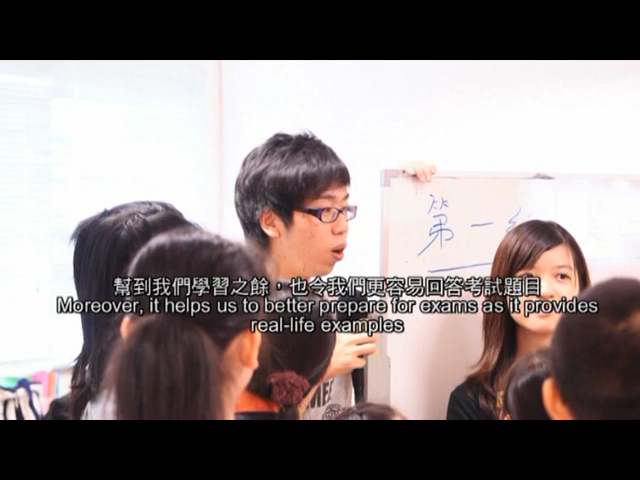 第一
幫到我們學習之餘，也令我們更容易回答考試題目
Moreover, it helps us to better prepare for exams as it provides
real-life examples